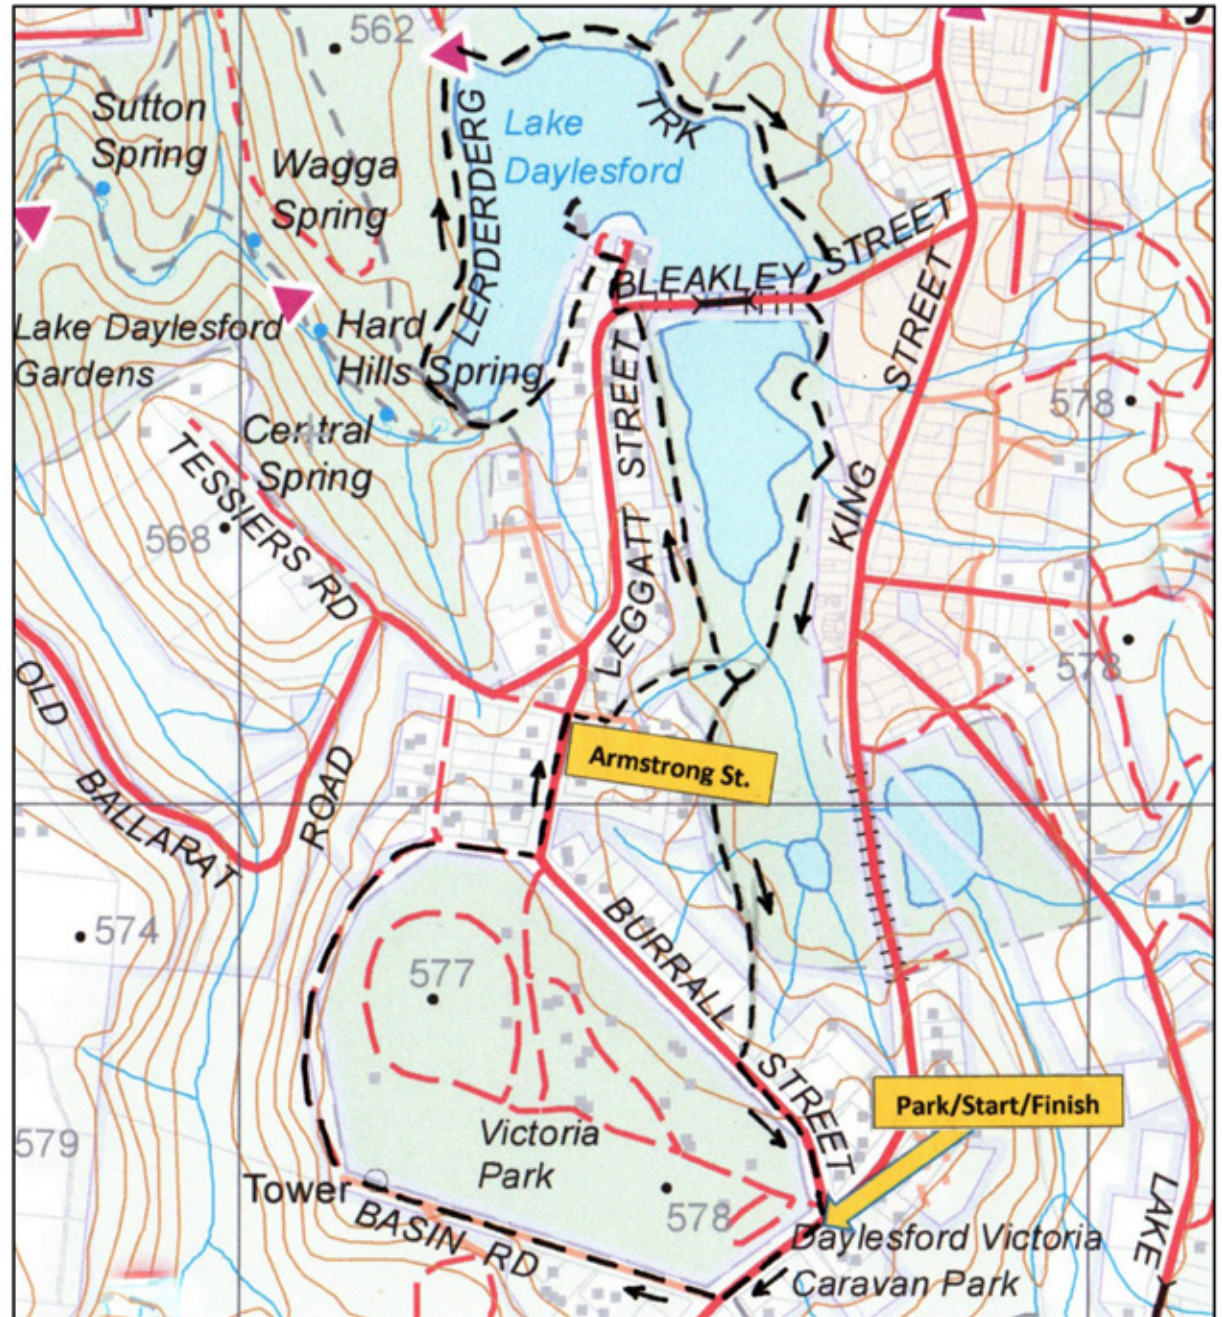 562
Sutton
Spring
Wagga
Spring
Lake
Daylesford
TRK
LERDERDERG
BLEAKLEY STREET
KING STREET
Lake Daylesford
Gardens
Hard
Hills Spring
Central
Spring
578
TESSIERS RD
568
LEGGATT STREET
578
OLD BALLARAT ROAD
Armstrong St.
574
577
BURRALL STREET
Park/Start/Finish
Victoria
Park
579
Tower
BASIN RD
578
Daylesford Victoria
Caravan Park
LAKE